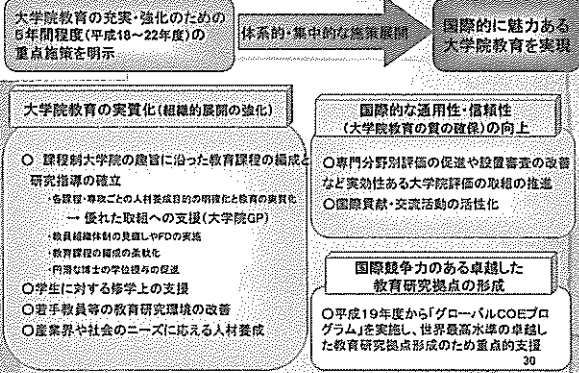 大学院教育の充実・強化のための
5年間程度(平成18~22年度)の
重点施策を明示
体系的・集中的な施策展開
国際的に魅力ある
大学院教育を実現
大学院教育の実質化(組織的展開の強化)
○ 課程制大学院の趣旨に沿った教育課程の編成と
研究指導の確立
・各課程・専攻ごとの人材養成目的の明確化と教育の実質化
→ 優れた取組への支援(大学院GP)
・教員組織体制の見直しやFDの実施
・教育課程の編成の柔軟化
・円滑な博士の学位授与の促進
○学生に対する修学上の支援
○若手教員等の教育研究環境の改善
○産業界や社会のニーズに応える人材養成
国際的な通用性・信頼性
(大学院教育の質の確保)の向上
○専門分野別評価の促進や設置審査の改善
など実効性ある大学院評価の取組の推進
○国際貢献・交流活動の活性化
国際競争力のある卓越した
教育研究拠点の形成
○平成19年度から「グローバルCOEプロ
グラム」を実施し、世界最高水準の卓越し
た教育研究拠点形成のため重点的支援
30